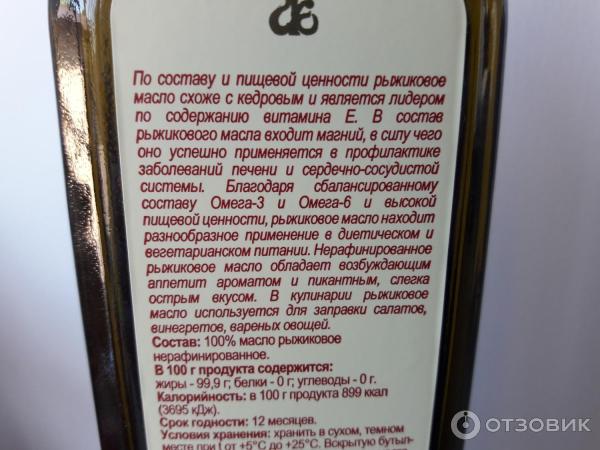 По составу и пищевой ценности рыжиковое
масло схоже с кедровым и является лидером
по содержанию витамина Е. В состав
рыжикового масла входит магний, в силу чего
оно успешно применяется в профилактике
заболеваний печени и сердечно-сосудистой
системы. Благодаря сбалансированному
составу Омега-3 и Омега-6 и высокой
пищевой ценности, рыжиковое масло находит
разнообразное применение в диетическом и
вегетарианском питании. Нерафинированное
рыжиковое масло обладает возбуждающим
аппетит ароматом и пикантным, слегка
острым вкусом. В кулинарии рыжиковое
масло используется для заправки салатов,
винегретов, вареных овощей.
Состав: 100% масло рыжиковое
нерафинированное.
В 100 г продукта содержится:
жиры - 99,9 г; белки - 0 г; углеводы - 0 г.
Калорийность: в 100 г продукта 899 ккал
(3695 кДж).
Срок годности: 12 месяцев.
Условия хранения: хранить в сухом, темном
месте при t от +5°C до +25°C. Вскрытую бутыл-
ОТЗОВИК